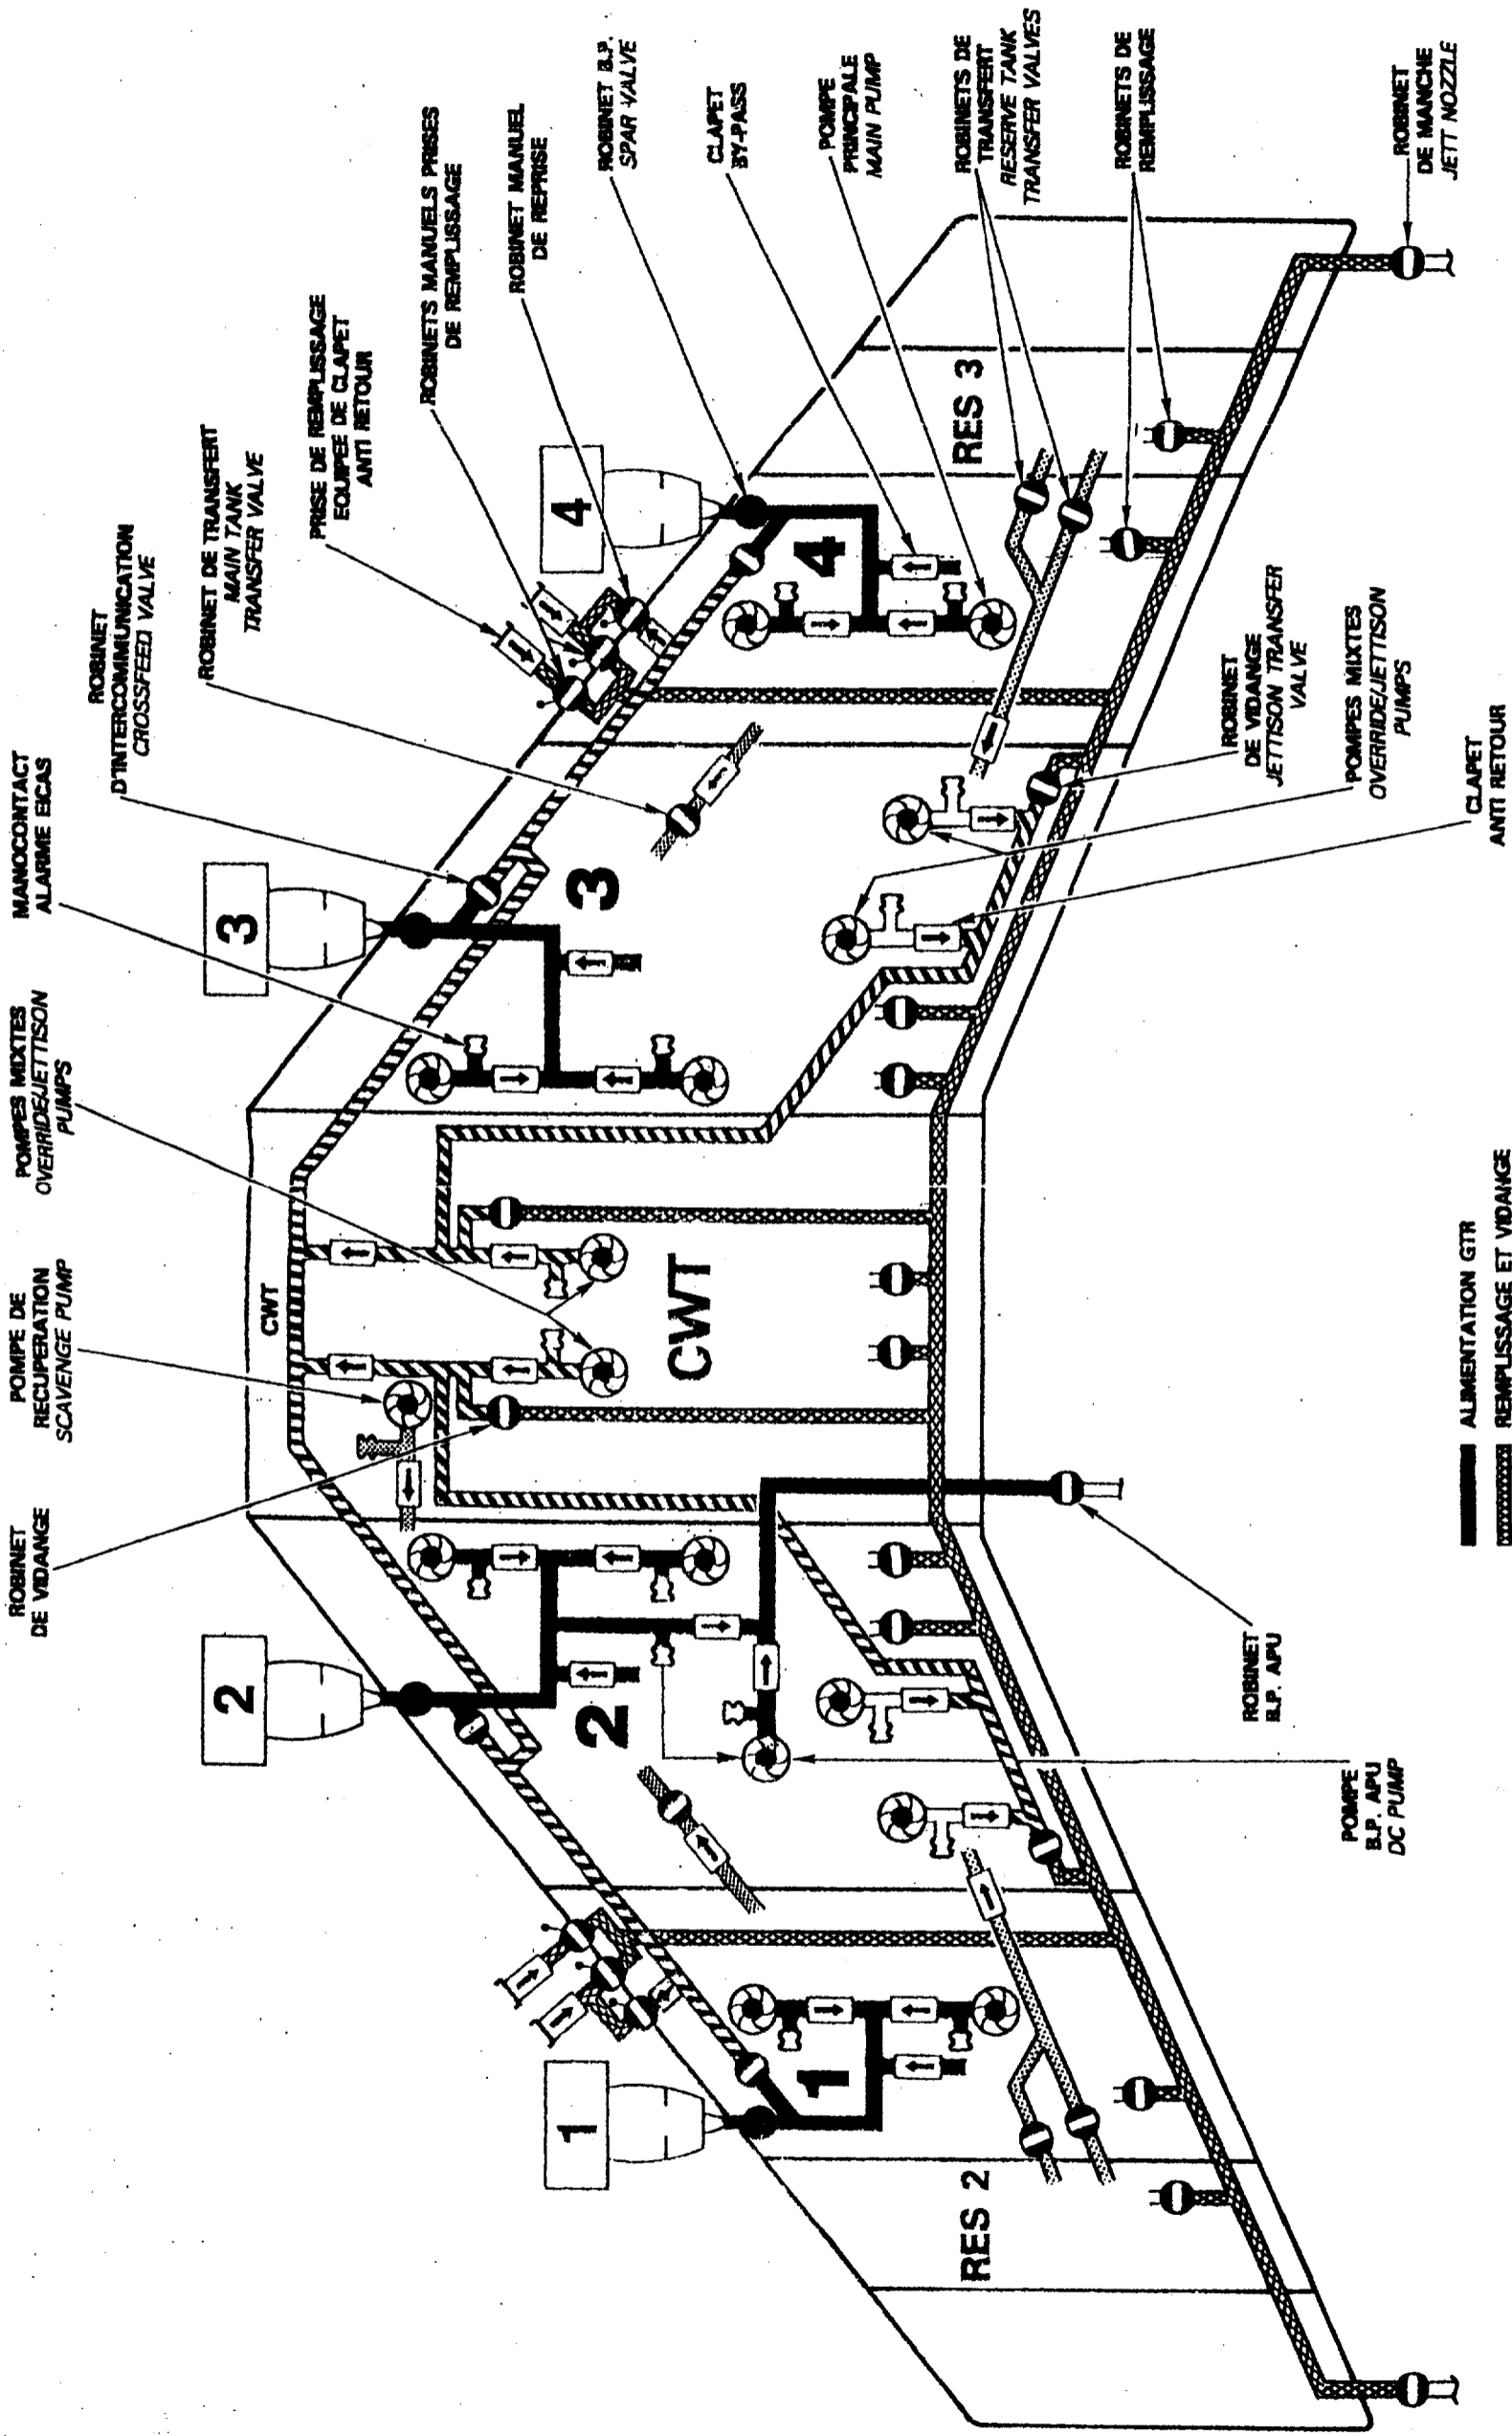 ROBINET
DE VIDANGE
POMPE DE
RECUPERATION
SCAVENGE PUMP
POMPES MIXTES
OVERRIDE/JETTISON
PUMPS
MANOCONTACT
ALARME EICAS
ROBINET
D'INTERCOMMUNICATION
CROSSFEED VALVE
ROBINET DE TRANSFERT
MAIN TANK
TRANSFER VALVE
PRISE DE REMPLISSAGE
EQUIPEE DE CLAPET
ANTI RETOUR
ROBINETS MANUELS PRISES
DE REMPLISSAGE
ROBINET MANUEL
DE REPRISE
ROBINET B.P.
SPAR VALVE
CLAPET
BY-PASS
POMPE
PRINCIPALE
MAIN PUMP
ROBINETS DE
TRANSFERT
RESERVE TANK
TRANSFER VALVES
ROBINETS DE
REMPLISSAGE
ROBINET
DE MANCHE
JETT NOZZLE
1
2
3
4
CWT
1
2
CWT
3
4
RES 2
RES 3
ROBINET
DE VIDANGE
JETTISON TRANSFER
VALVE
POMPES MIXTES
OVERRIDE/JETTISON
PUMPS
CLAPET
ANTI RETOUR
ROBINET
B.P. APU
POMPE
B.P. APU
DC PUMP
ALIMENTATION GTR
REMPLISSAGE ET VIDANGE